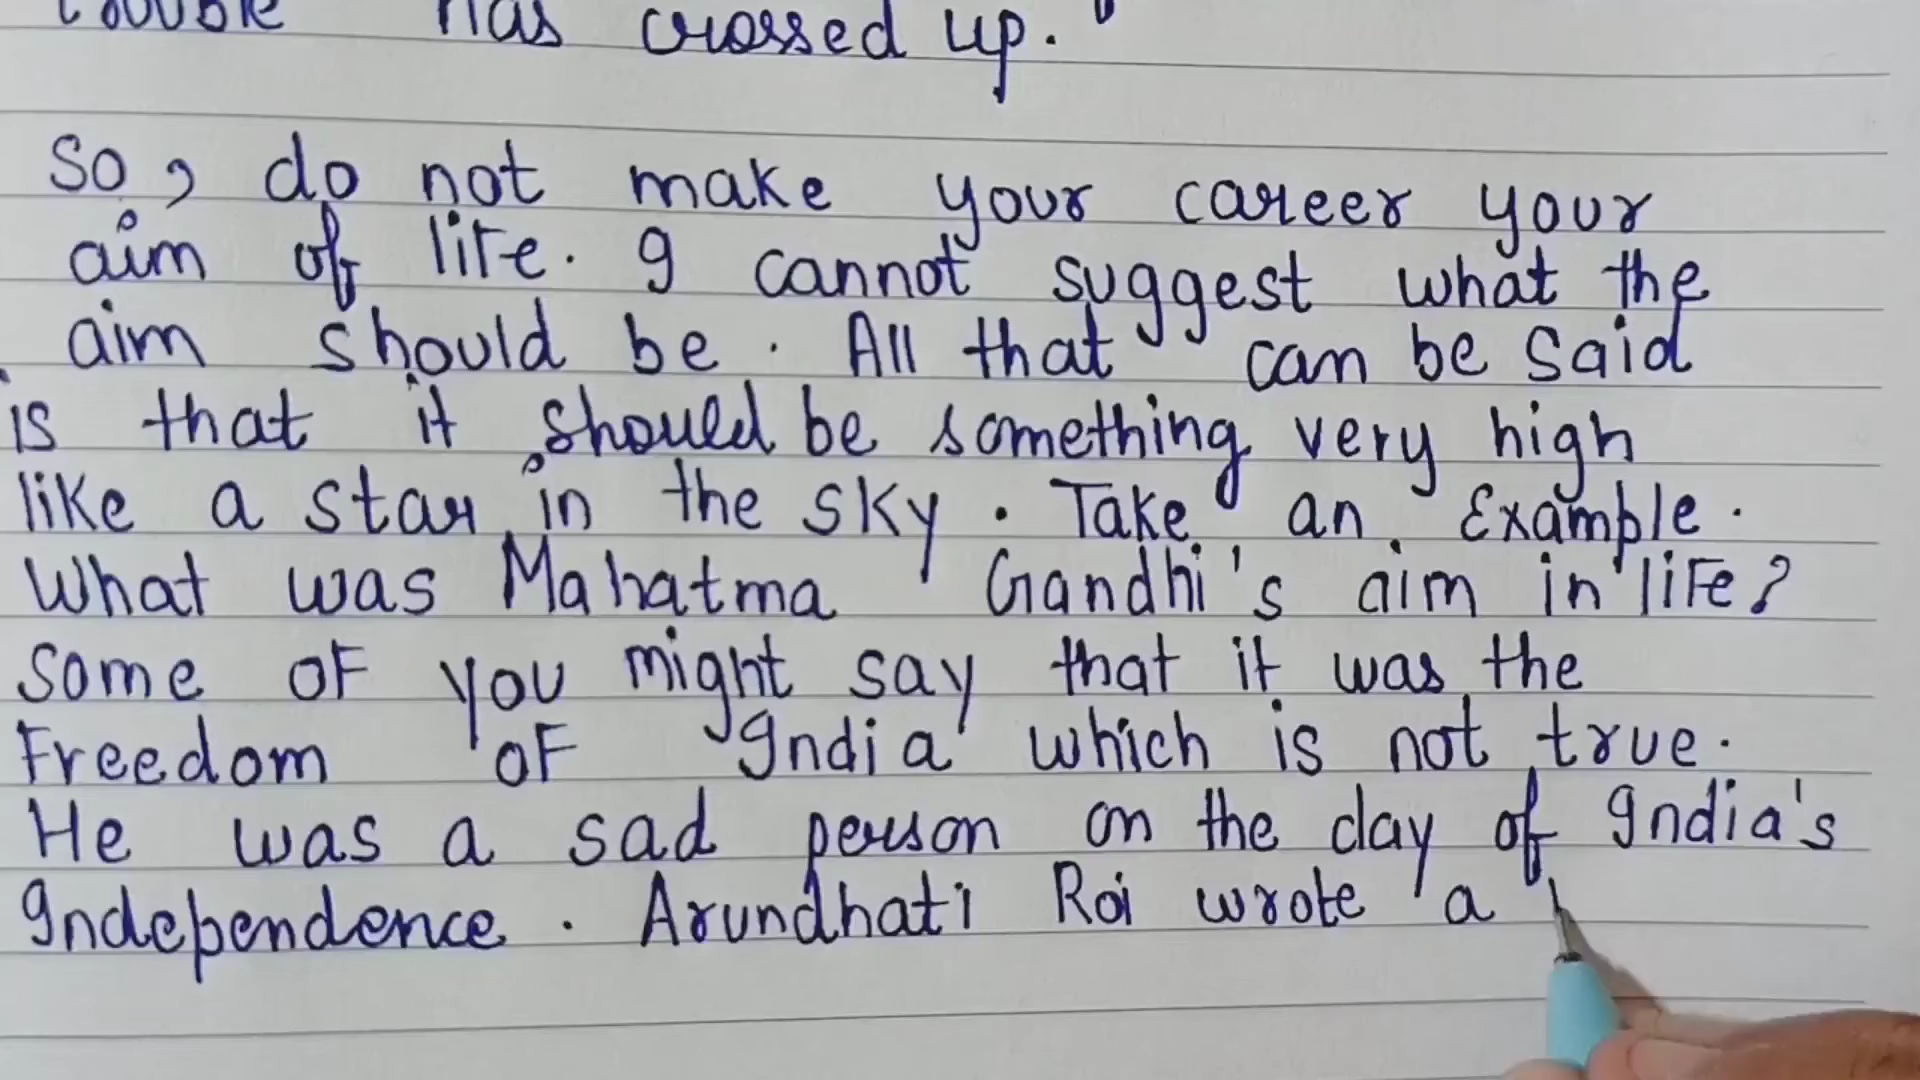 has crossed up."
So, do not make your career your
aim of life. I cannot suggest what the
aim should be. All that can be said
is that it should be something very high
like a star in the sky. Take an Example.
What was Mahatma Gandhi's aim in life?
Some of you might say that it was the
Freedom of India which is not true.
He was a sad person on the day of India's
Independence. Arundhati Roi wrote a